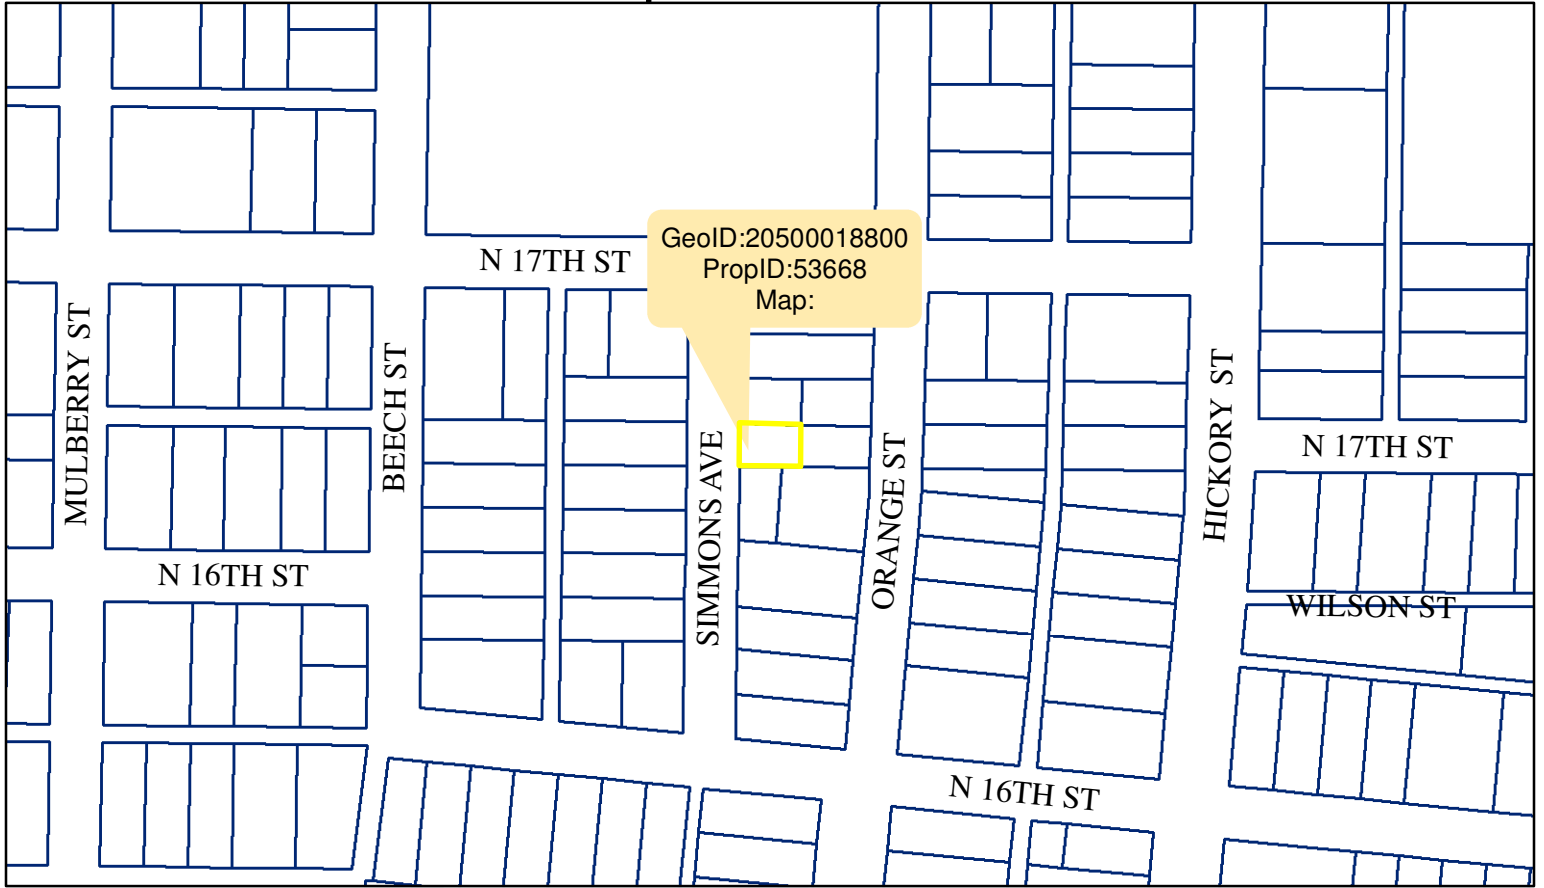 GeoID:20500018800
PropID:53668
Map:
N 17TH ST
MULBERRY ST
BEECH ST
SIMMONS AVE
ORANGE ST
HICKORY ST
N 17TH ST
N 16TH ST
WILSON ST
N 16TH ST